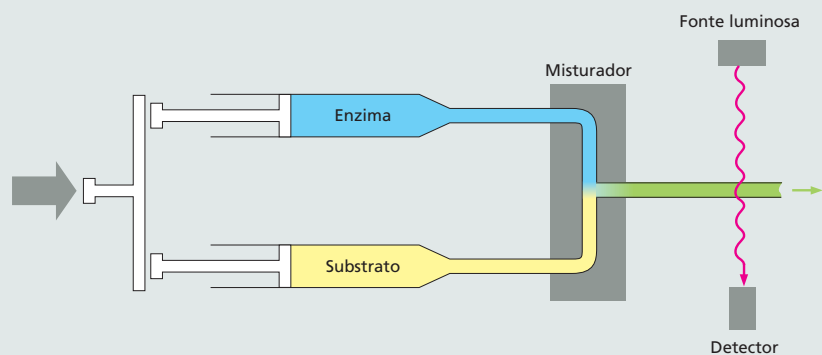 Fonte luminosa
Misturador
Enzima
Substrato
Detector